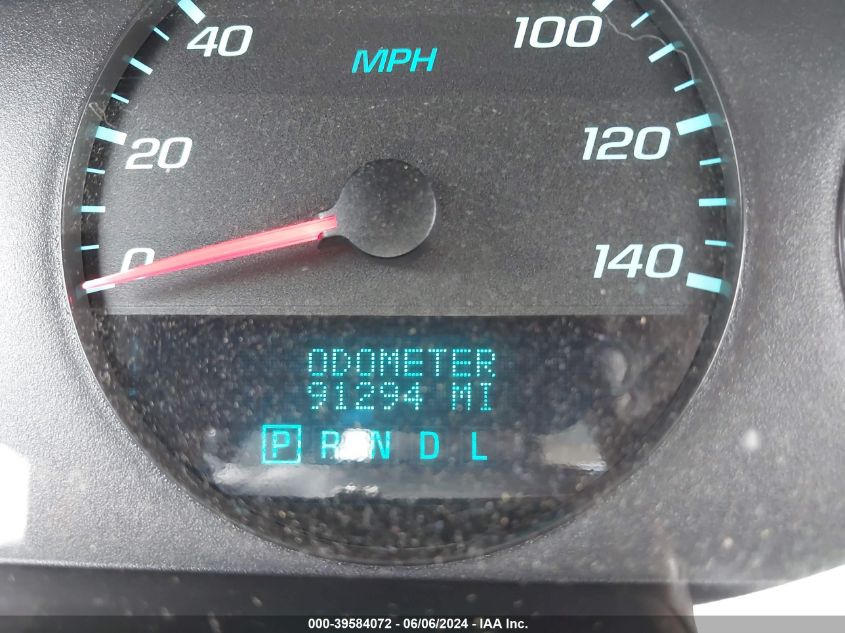 40 100
MPH
20 120
0 140
ODOMETER
91294 MI
P R N D L
000-39584072 - 06/06/2024 - IAA Inc.